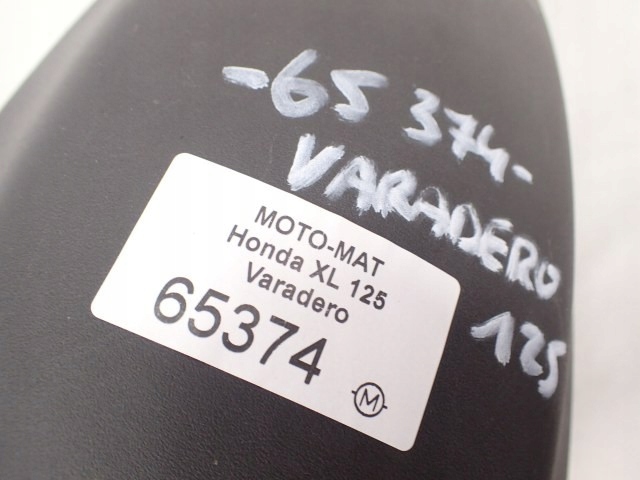 -65 374-
VARADERO
125
MOTO-MAT
Honda XL 125
Varadero
65374
M